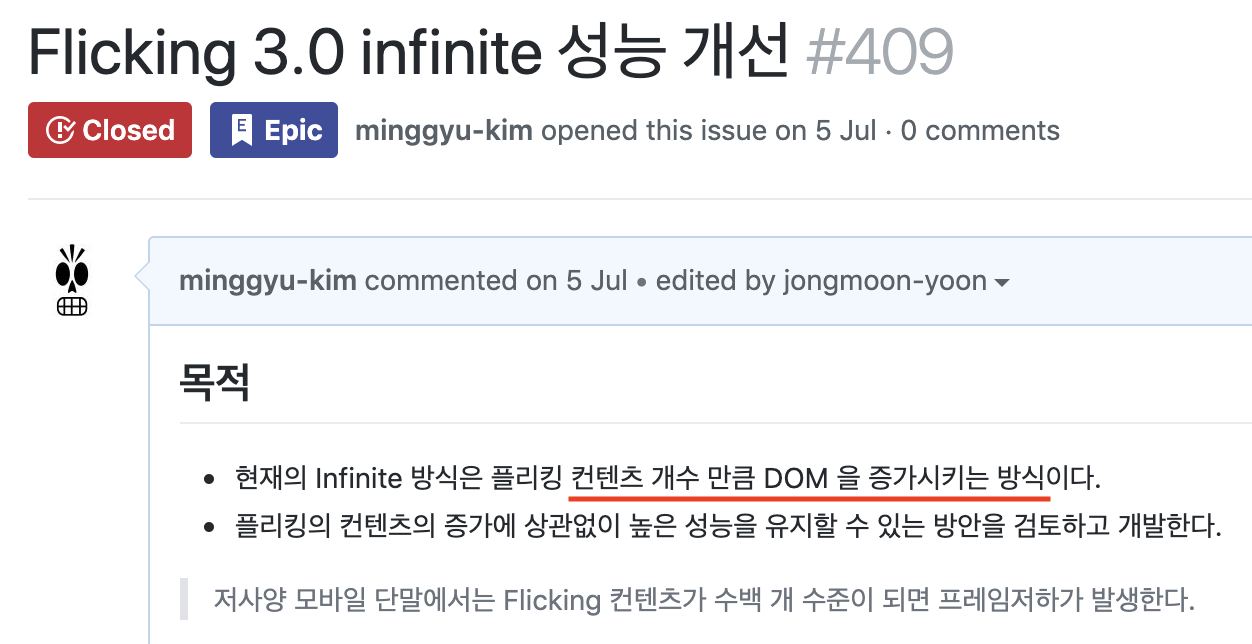 Flicking 3.0 infinite 성능 개선 #409
Closed E Epic minggyu-kim opened this issue on 5 Jul · 0 comments
minggyu-kim commented on 5 Jul • edited by jongmoon-yoon
목적
• 현재의 Infinite 방식은 플리킹 컨텐츠 개수 만큼 DOM 을 증가시키는 방식이다.
• 플리킹의 컨텐츠의 증가에 상관없이 높은 성능을 유지할 수 있는 방안을 검토하고 개발한다.
저사양 모바일 단말에서는 Flicking 컨텐츠가 수백 개 수준이 되면 프레임저하가 발생한다.